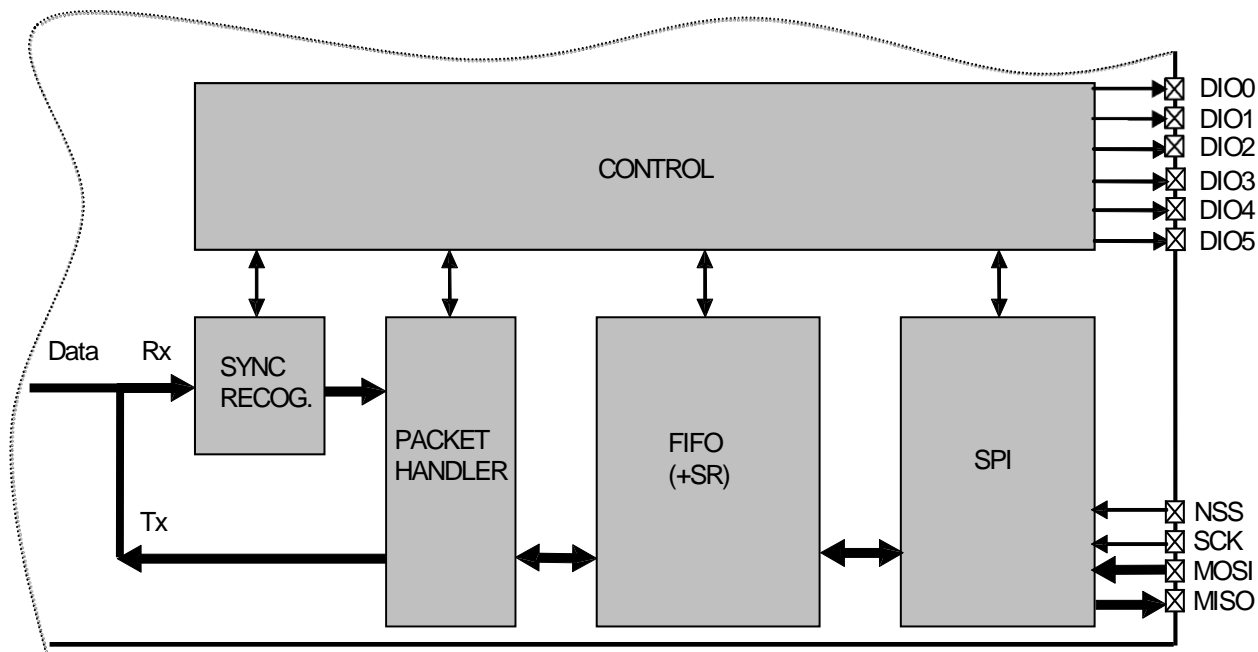 DIO0
DIO1
DIO2
CONTROL
DIO3
DIO4
DIO5
Data
Rx
SYNC
RECOG.
PACKET
HANDLER
FIFO
(+SR)
SPI
Tx
NSS
SCK
MOSI
MISO